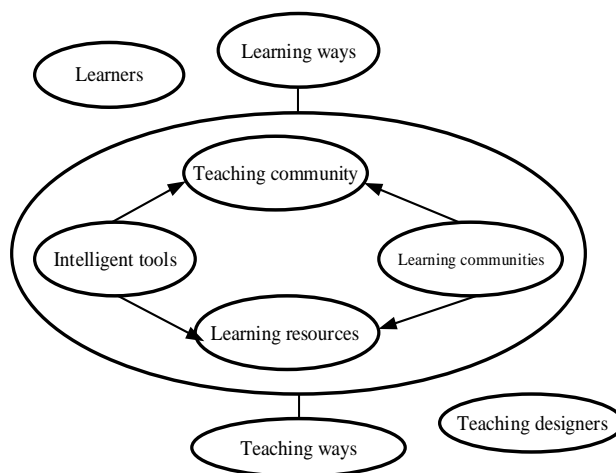 Learning ways
Learners
Teaching community
Intelligent tools
Learning communities
Learning resources
Teaching designers
Teaching ways